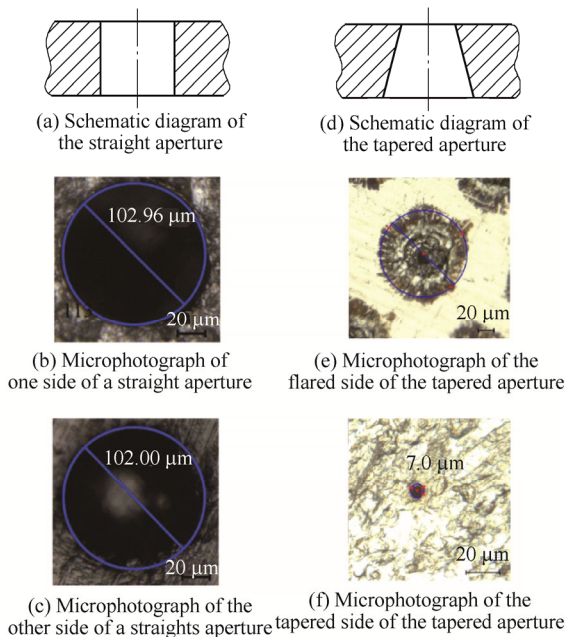 (a) Schematic diagram of
the straight aperture
(d) Schematic diagram of
the tapered aperture
102.96 μm
20 μm
(b) Microphotograph of
one side of a straight aperture
20 μm
(e) Microphotograph of the
flared side of the tapered aperture
102.00 μm
20 μm
(c) Microphotograph of the
other side of a straights aperture
7.0 μm
20 μm
(f) Microphotograph of the
tapered side of the tapered aperture